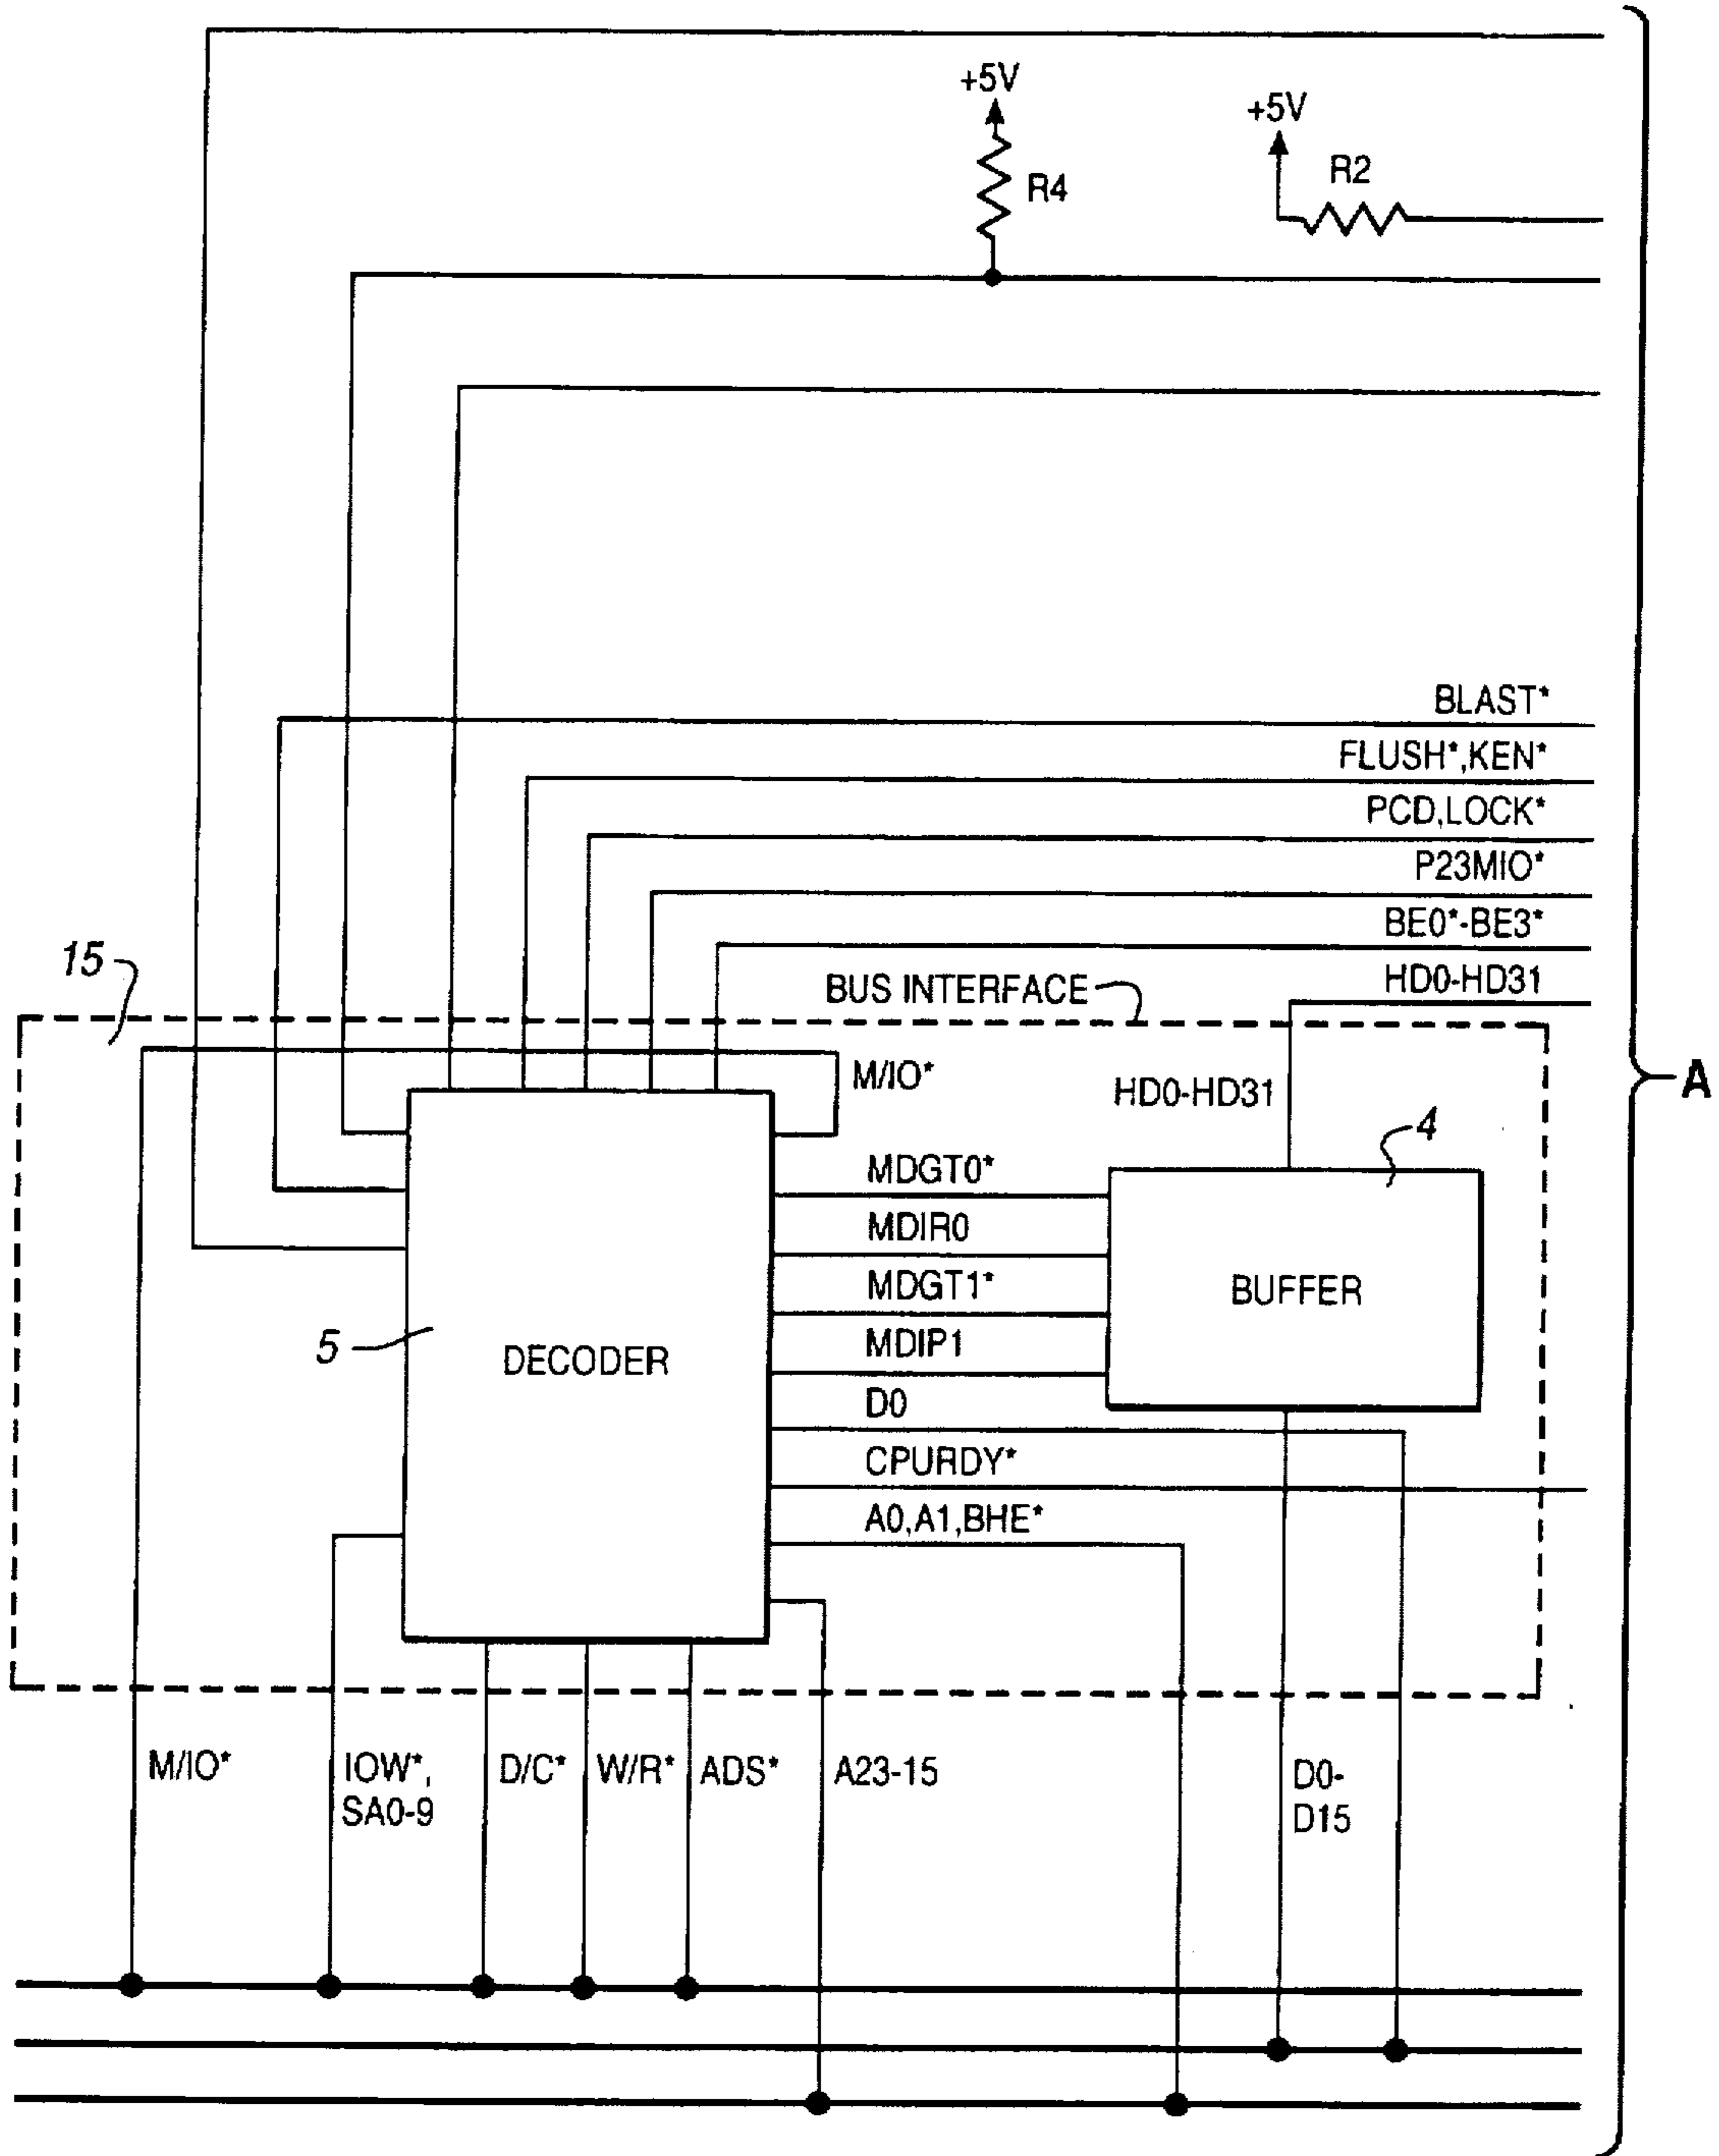 +5V
+5V
R4
R2
BLAST*
FLUSH*,KEN*
PCD,LOCK*
P23MIO*
BE0*-BE3*
HD0-HD31
15
BUS INTERFACE
M/IO*
HD0-HD31
A
4
MDGT0*
MDIR0
MDGT1*
MDIP1
BUFFER
5
DECODER
D0
CPURDY*
A0,A1,BHE*
M/IO*
IOW*,
SA0-9
D/C*
W/R*
ADS*
A23-15
D0-
D15